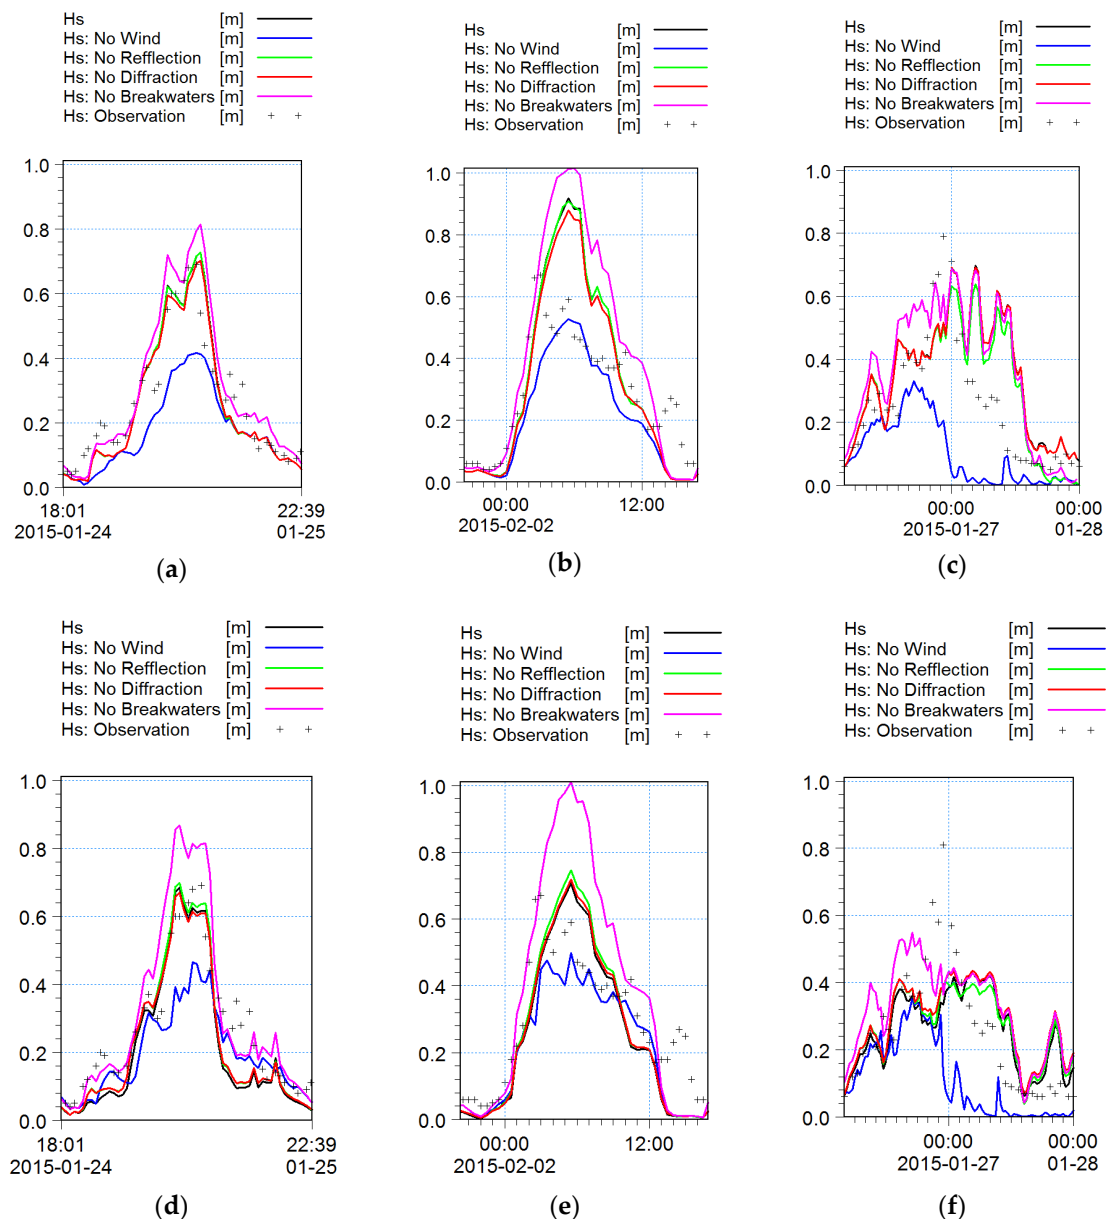 Hs [m]
Hs: No Wind [m]
Hs: No Refflection [m]
Hs: No Diffraction [m]
Hs: No Breakwaters [m]
Hs: Observation [m]
1.0
0.8
0.6
0.4
0.2
0.0
18:01 22:39
2015-01-24 01-25
(a)
Hs [m]
Hs: No Wind [m]
Hs: No Refflection [m]
Hs: No Diffraction [m]
Hs: No Breakwaters [m]
Hs: Observation [m]
1.0
0.8
0.6
0.4
0.2
0.0
00:00 12:00
2015-02-02
(b)
Hs [m]
Hs: No Wind [m]
Hs: No Refflection [m]
Hs: No Diffraction [m]
Hs: No Breakwaters [m]
Hs: Observation [m]
1.0
0.8
0.6
0.4
0.2
0.0
00:00 00:00
2015-01-27 01-28
(c)
Hs [m]
Hs: No Wind [m]
Hs: No Refflection [m]
Hs: No Diffraction [m]
Hs: No Breakwaters [m]
Hs: Observation [m]
1.0
0.8
0.6
0.4
0.2
0.0
18:01 22:39
2015-01-24 01-25
(d)
Hs [m]
Hs: No Wind [m]
Hs: No Refflection [m]
Hs: No Diffraction [m]
Hs: No Breakwaters [m]
Hs: Observation [m]
1.0
0.8
0.6
0.4
0.2
0.0
00:00 12:00
2015-02-02
(e)
Hs [m]
Hs: No Wind [m]
Hs: No Refflection [m]
Hs: No Diffraction [m]
Hs: No Breakwaters [m]
Hs: Observation [m]
1.0
0.8
0.6
0.4
0.2
0.0
00:00 00:00
2015-01-27 01-28
(f)